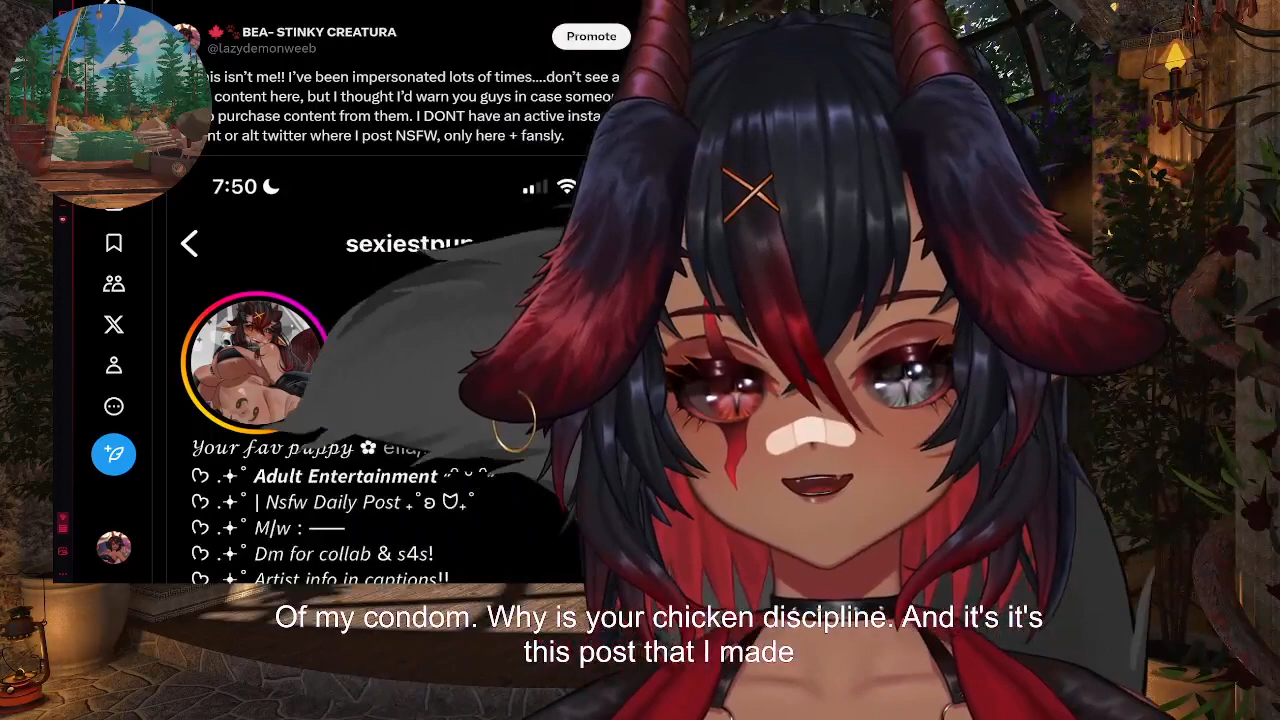 BEA- STINKY CREATURA
Promote
@lazydemonweeb
his isn't me!! I've been impersonated lots of times....don't see a
content here, but I thought I'd warn you guys in case someo
purchase content from them. I DONT have an active insta
nt or alt twitter where I post NSFW, only here + fansly.
7:50
sexiestpup
Your fav puppy ✿ ella,
Adult Entertainment
| Nsfw Daily Post
M/w : ——
Dm for collab & s4s!
Artist info in captions!!
Of my condom. Why is your chicken discipline. And it's it's
this post that I made